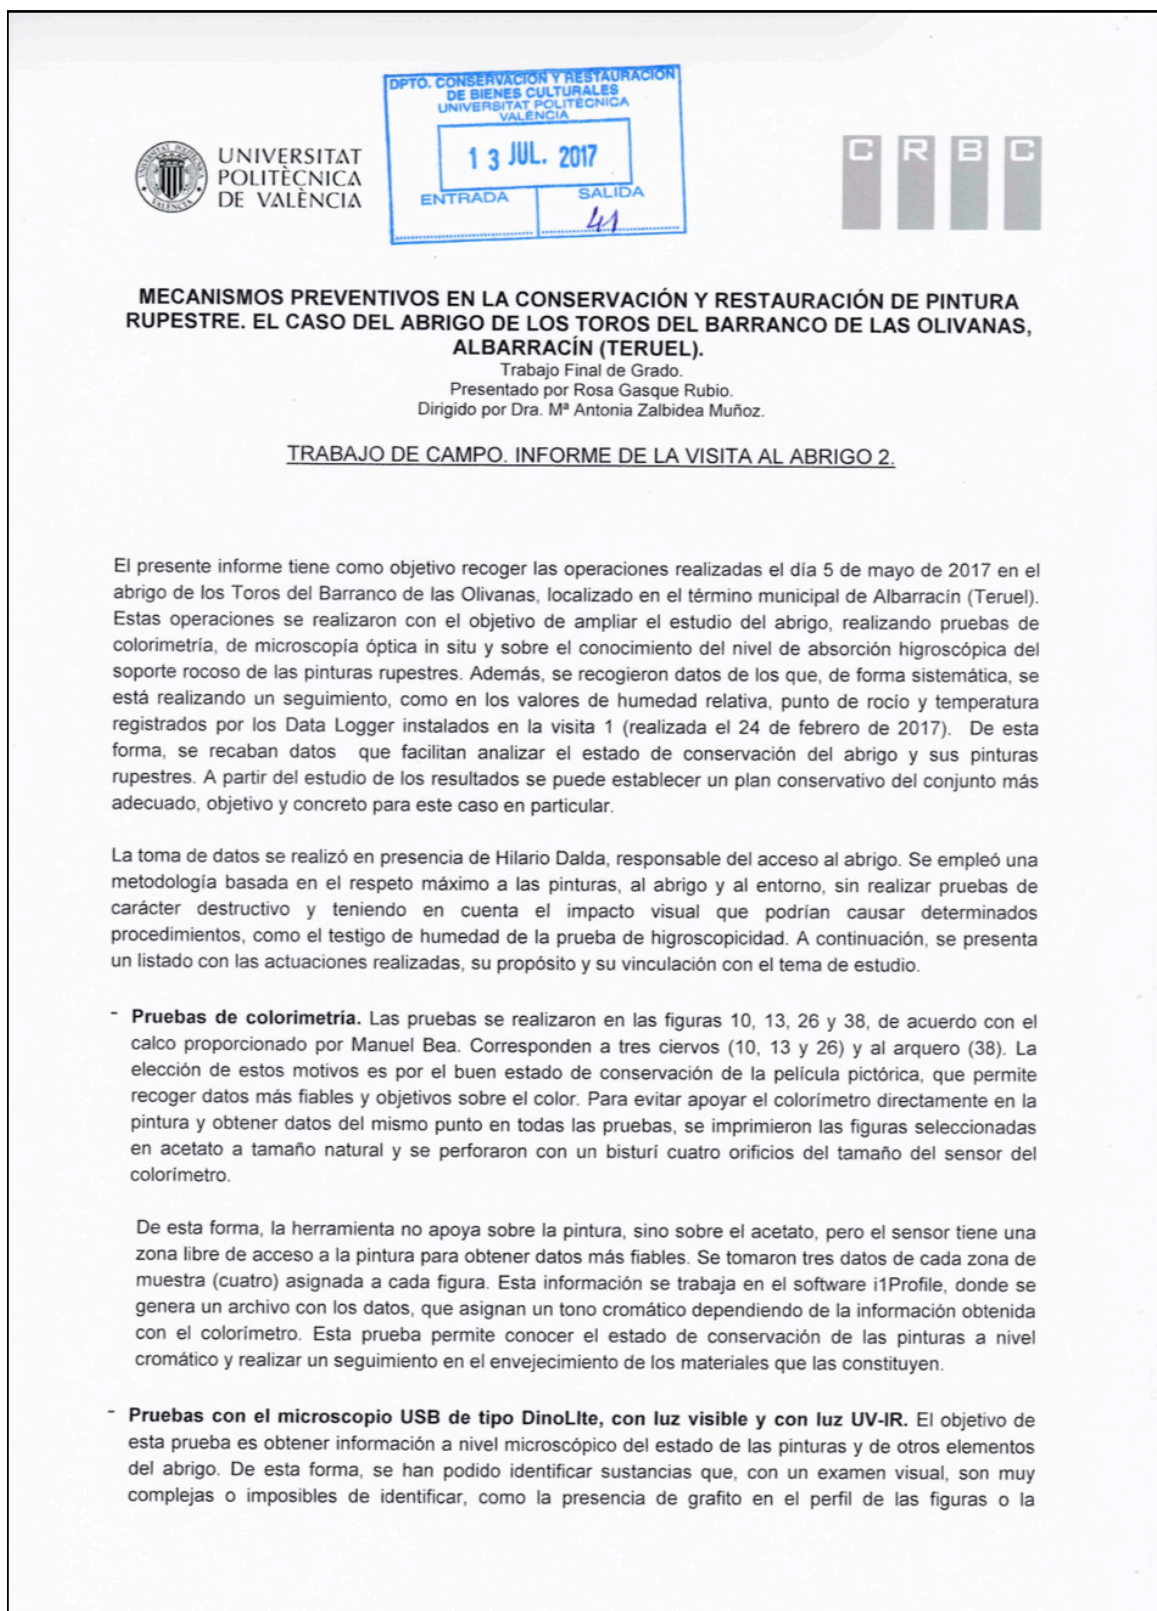 DPTO. CONSERVACIÓN Y RESTAURACIÓN
DE BIENES CULTURALES
UNIVERSITAT POLITÈCNICA
VALÈNCIA
13 JUL. 2017
ENTRADA
SALIDA
41
UNIVERSITAT
POLITÈCNICA
DE VALÈNCIA
CRBC
MECANISMOS PREVENTIVOS EN LA CONSERVACIÓN Y RESTAURACIÓN DE PINTURA
RUPESTRE. EL CASO DEL ABRIGO DE LOS TOROS DEL BARRANCO DE LAS OLIVANAS,
ALBARRACÍN (TERUEL).
Trabajo Final de Grado.
Presentado por Rosa Gasque Rubio.
Dirigido por Dra. Mª Antonia Zalbidea Muñoz.
TRABAJO DE CAMPO. INFORME DE LA VISITA AL ABRIGO 2.
El presente informe tiene como objetivo recoger las operaciones realizadas el día 5 de mayo de 2017 en el
abrigo de los Toros del Barranco de las Olivanas, localizado en el término municipal de Albarracín (Teruel).
Estas operaciones se realizaron con el objetivo de ampliar el estudio del abrigo, realizando pruebas de
colorimetría, de microscopía óptica in situ y sobre el conocimiento del nivel de absorción higroscópica del
soporte rocoso de las pinturas rupestres. Además, se recogieron datos de los que, de forma sistemática, se
está realizando un seguimiento, como en los valores de humedad relativa, punto de rocío y temperatura
registrados por los Data Logger instalados en la visita 1 (realizada el 24 de febrero de 2017). De esta
forma, se recaban datos que facilitan analizar el estado de conservación del abrigo y sus pinturas
rupestres. A partir del estudio de los resultados se puede establecer un plan conservativo del conjunto más
adecuado, objetivo y concreto para este caso en particular.
La toma de datos se realizó en presencia de Hilario Dalda, responsable del acceso al abrigo. Se empleó una
metodología basada en el respeto máximo a las pinturas, al abrigo y al entorno, sin realizar pruebas de
carácter destructivo y teniendo en cuenta el impacto visual que podrían causar determinados
procedimientos, como el testigo de humedad de la prueba de higroscopicidad. A continuación, se presenta
un listado con las actuaciones realizadas, su propósito y su vinculación con el tema de estudio.
- Pruebas de colorimetría. Las pruebas se realizaron en las figuras 10, 13, 26 y 38, de acuerdo con el
calco proporcionado por Manuel Bea. Corresponden a tres ciervos (10, 13 y 26) y al arquero (38). La
elección de estos motivos es por el buen estado de conservación de la película pictórica, que permite
recoger datos más fiables y objetivos sobre el color. Para evitar apoyar el colorímetro directamente en la
pintura y obtener datos del mismo punto en todas las pruebas, se imprimieron las figuras seleccionadas
en acetato a tamaño natural y se perforaron con un bisturí cuatro orificios del tamaño del sensor del
colorímetro.
De esta forma, la herramienta no apoya sobre la pintura, sino sobre el acetato, pero el sensor tiene una
zona libre de acceso a la pintura para obtener datos más fiables. Se tomaron tres datos de cada zona de
muestra (cuatro) asignada a cada figura. Esta información se trabaja en el software i1Profile, donde se
genera un archivo con los datos, que asignan un tono cromático dependiendo de la información obtenida
con el colorímetro. Esta prueba permite conocer el estado de conservación de las pinturas a nivel
cromático y realizar un seguimiento en el envejecimiento de los materiales que las constituyen.
- Pruebas con el microscopio USB de tipo DinoLIte, con luz visible y con luz UV-IR. El objetivo de
esta prueba es obtener información a nivel microscópico del estado de las pinturas y de otros elementos
del abrigo. De esta forma, se han podido identificar sustancias que, con un examen visual, son muy
complejas o imposibles de identificar, como la presencia de grafito en el perfil de las figuras o la